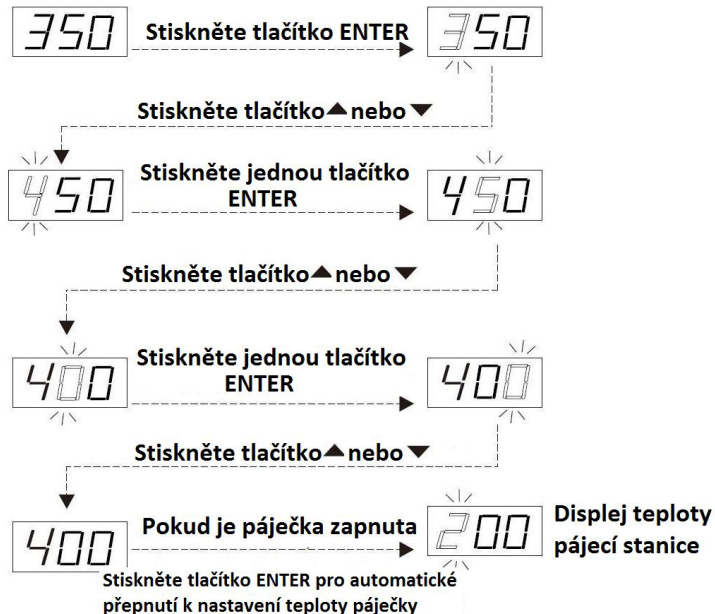 350 Stiskněte tlačítko ENTER 350
Stiskněte tlačítko▲nebo▼
450 Stiskněte jednou tlačítko 450
ENTER
Stiskněte tlačítko▲nebo▼
400 Stiskněte jednou tlačítko 400
ENTER
Stiskněte tlačítko▲nebo▼
400 Pokud je páječka zapnuta 200 Displej teploty
pájecí stanice
Stiskněte tlačítko ENTER pro automatické
přepnutí k nastavení teploty páječky